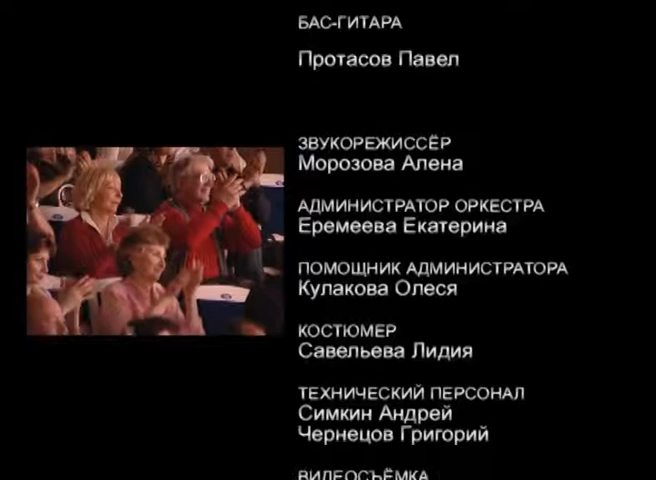 БАС-ГИТАРА
Протасов Павел
ЗВУКОРЕЖИССЁР
Морозова Алена
АДМИНИСТРАТОР ОРКЕСТРА
Еремеева Екатерина
ПОМОЩНИК АДМИНИСТРАТОРА
Кулакова Олеся
КОСТЮМЕР
Савельева Лидия
ТЕХНИЧЕСКИЙ ПЕРСОНАЛ
Симкин Андрей
Чернецов Григорий
ВИДЕОСЪЁМКА